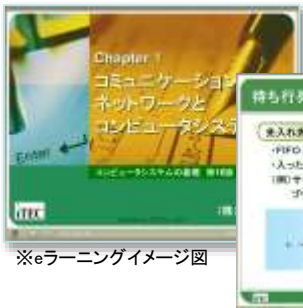 Chapter 1
コミュニケーション
ネットワークと
コンピュータシス
Enter
コンピュータシステムの基礎 第16版
iTEC
待ち行
先入れ
・FIFO
・入った
※eラーニングイメージ図